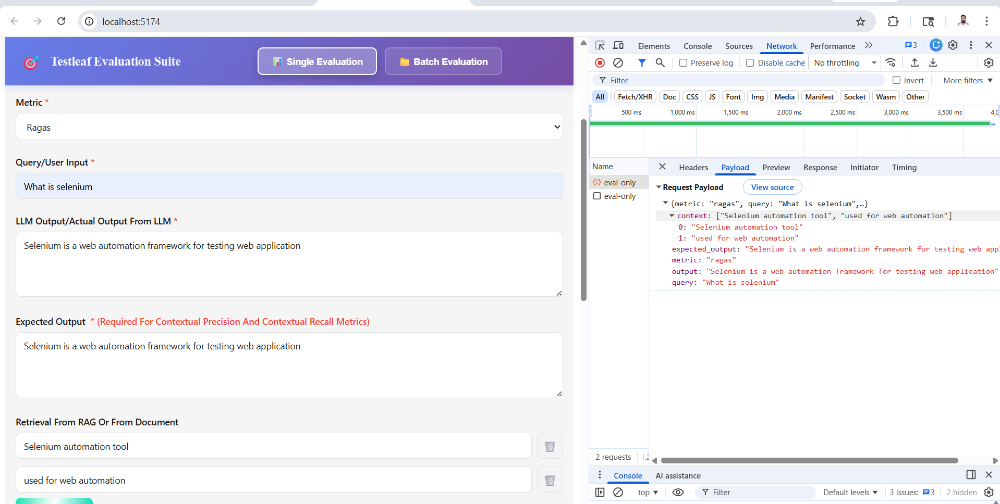 localhost:5174
Testleaf Evaluation Suite
Single Evaluation
Batch Evaluation
Metric *
Ragas
Query/User Input *
What is selenium
LLM Output/Actual Output From LLM *
Selenium is a web automation framework for testing web application
Expected Output * (Required For Contextual Precision And Contextual Recall Metrics)
Selenium is a web automation framework for testing web application
Retrieval From RAG Or From Document
Selenium automation tool
used for web automation
Elements Console Sources Network Performance 3
Preserve log Disable cache No throttling
Filter Invert More filters
All Fetch/XHR Doc CSS JS Font Img Media Manifest Socket Wasm Other
500 ms 1,000 ms 1,500 ms 2,000 ms 2,500 ms 3,000 ms 3,500 ms 4,0
Name
eval-only
eval-only
Headers Payload Preview Response Initiator Timing
Request Payload View source
{metric: "ragas", query: "What is selenium",…}
context: ["Selenium automation tool", "used for web automation"]
0: "Selenium automation tool"
1: "used for web automation"
expected_output: "Selenium is a web automation framework for testing web appl
metric: "ragas"
output: "Selenium is a web automation framework for testing web application"
query: "What is selenium"
2 requests
Console AI assistance
top Filter Default levels 3 Issues: 3 2 hidden